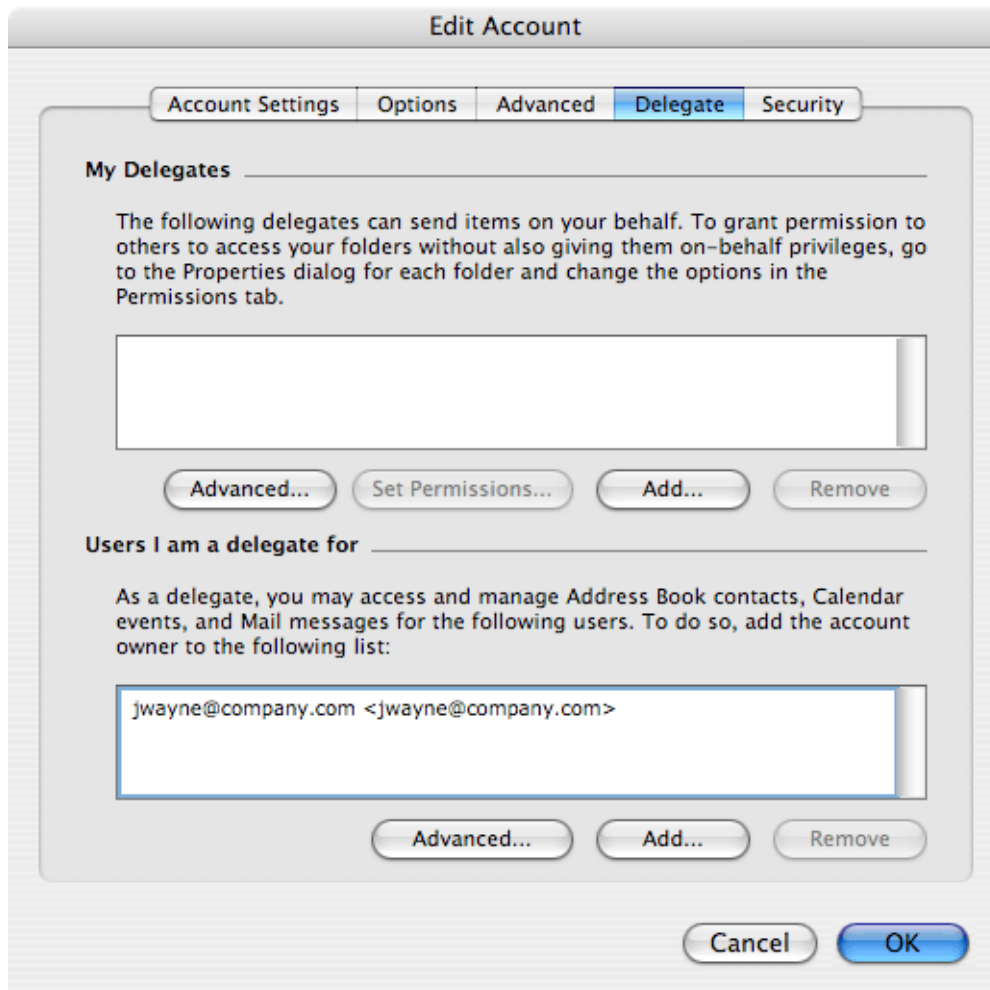 Edit Account
Account Settings Options Advanced Delegate Security
My Delegates
The following delegates can send items on your behalf. To grant permission to
others to access your folders without also giving them on-behalf privileges, go
to the Properties dialog for each folder and change the options in the
Permissions tab.
Advanced... Set Permissions... Add... Remove
Users I am a delegate for
As a delegate, you may access and manage Address Book contacts, Calendar
events, and Mail messages for the following users. To do so, add the account
owner to the following list:
jwayne@company.com <jwayne@company.com>
Advanced... Add... Remove
Cancel OK